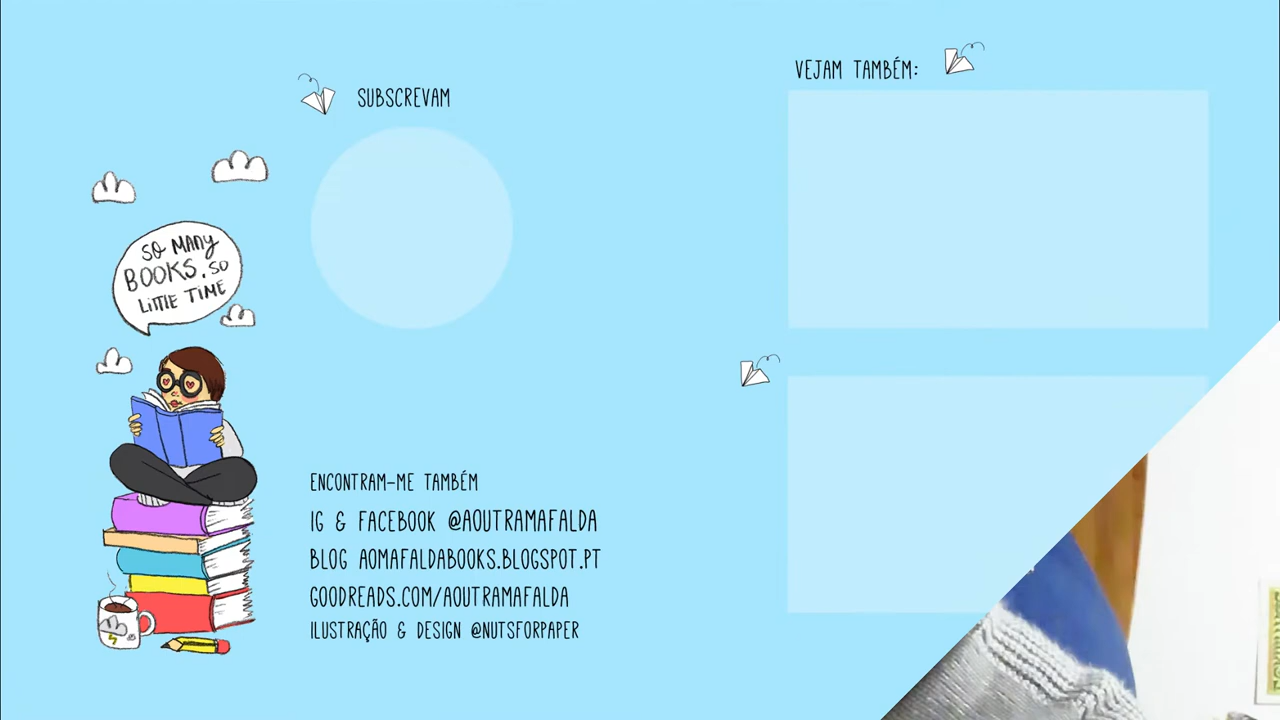 SUBSCREVAM
VEJAM TAMBÉM:
SO MANY
BOOKS, SO
LITTLE TIME
ENCONTRAM-ME TAMBÉM
IG & FACEBOOK @AOUTRAMAFALDA
BLOG AOMAFALDABOOKS.BLOGSPOT.PT
GOODREADS.COM/AOUTRAMAFALDA
ILUSTRAÇÃO & DESIGN @NUTSFORPAPER